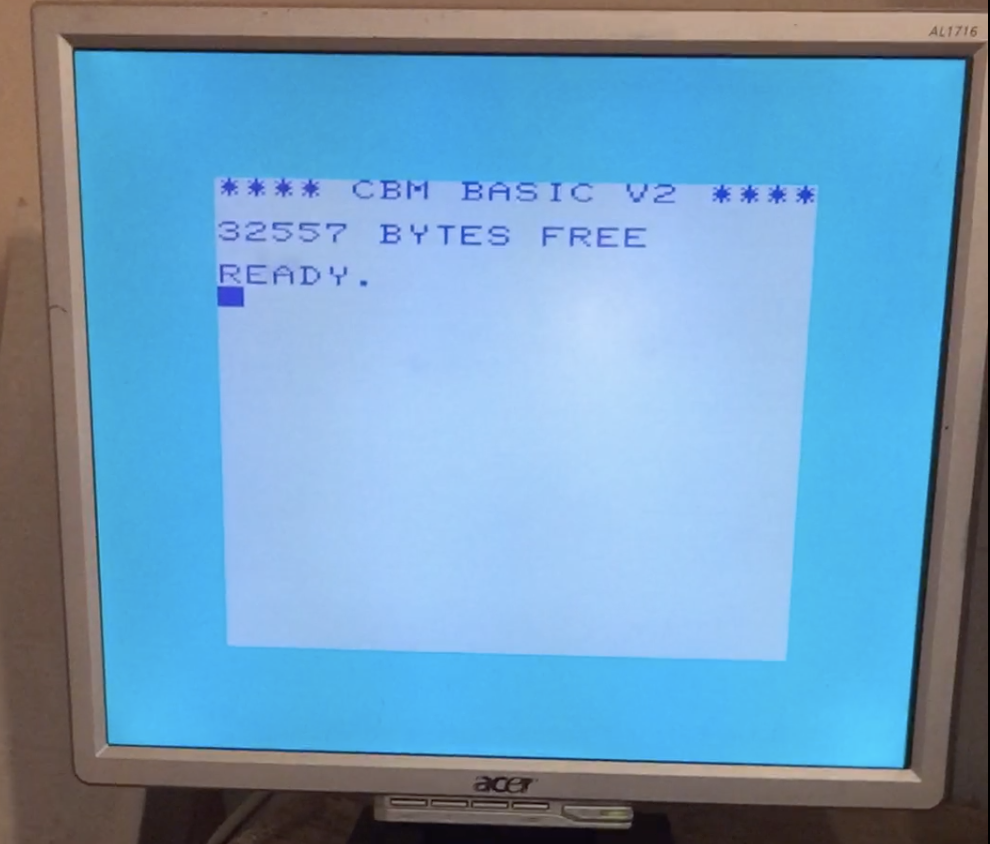 AL1716
**** CBM BASIC V2 ****
32557 BYTES FREE
READY.
acer